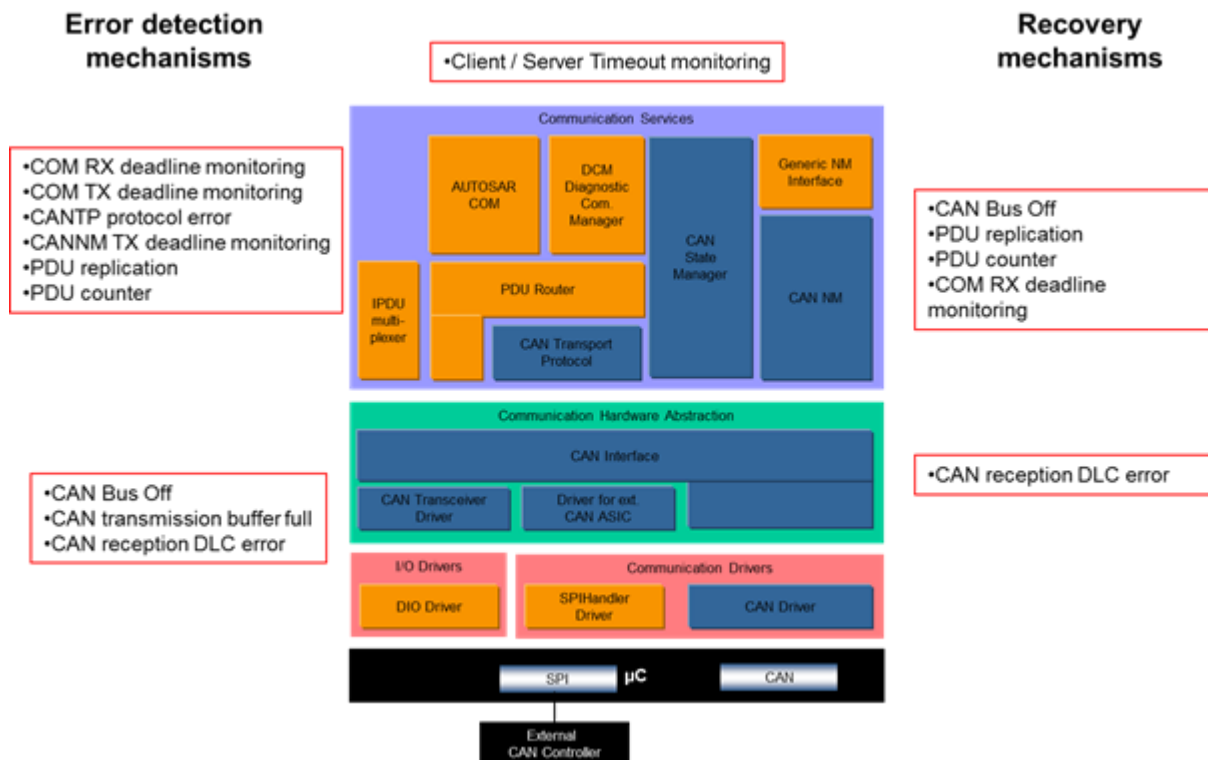 Error detection
mechanisms
Recovery
mechanisms
•Client / Server Timeout monitoring
•COM RX deadline monitoring
•COM TX deadline monitoring
•CANTP protocol error
•CANNM TX deadline monitoring
•PDU replication
•PDU counter
Communication Services
AUTOSAR
COM
DCM
Diagnostic
Com.
Manager
CAN
State
Manager
Generic NM
Interface
CAN NM
IPDU
multi-
plexer
PDU Router
CAN Transport
Protocol
•CAN Bus Off
•PDU replication
•PDU counter
•COM RX deadline
monitoring
•CAN Bus Off
•CAN transmission buffer full
•CAN reception DLC error
Communication Hardware Abstraction
CAN Interface
CAN Transceiver
Driver
Driver for ext.
CAN ASIC
•CAN reception DLC error
I/O Drivers
DIO Driver
Communication Drivers
SPIHandler
Driver
CAN Driver
SPI
µC
CAN
External
CAN Controller